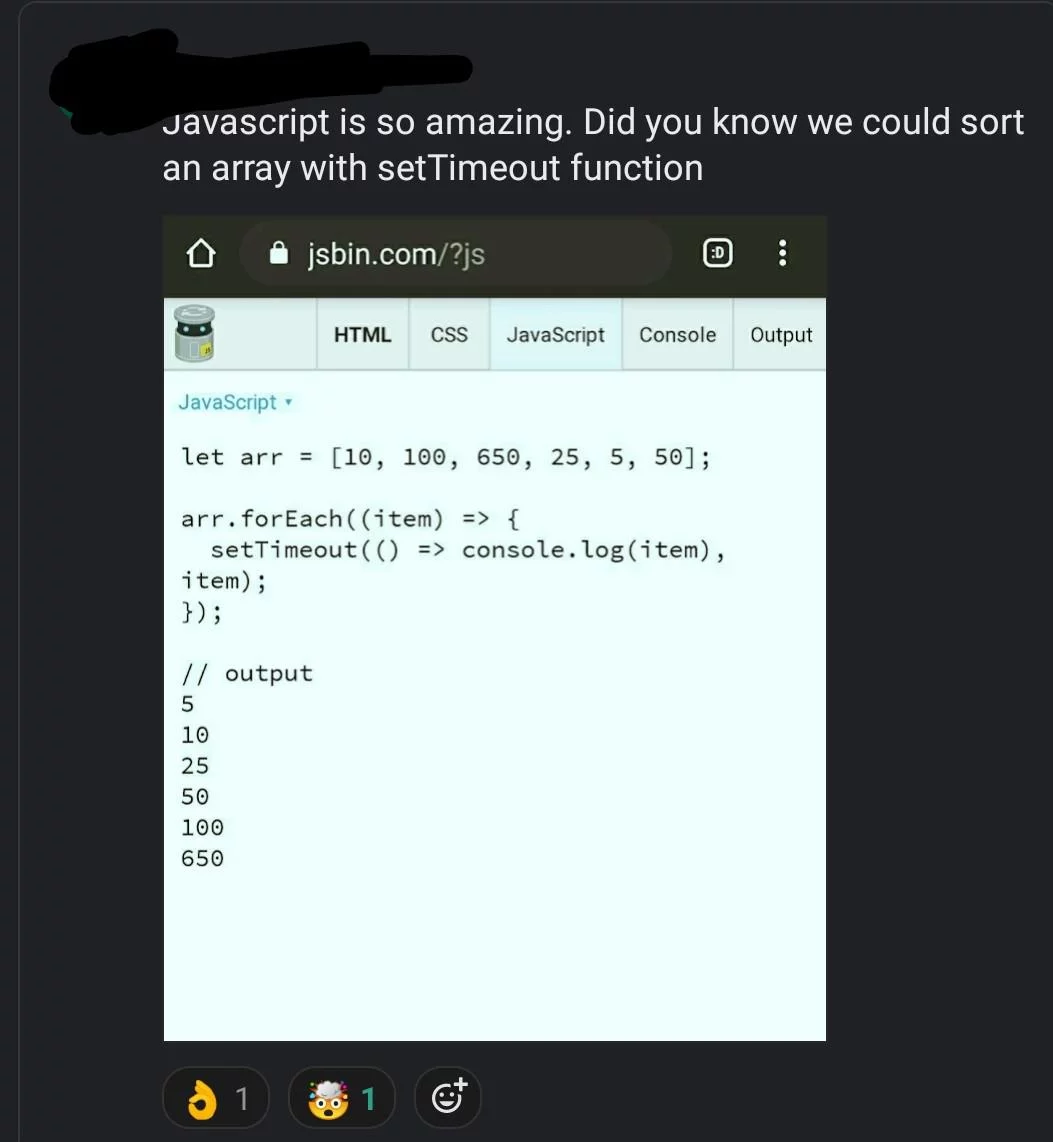 Javascript is so amazing. Did you know we could sort
an array with setTimeout function
jsbin.com/?js
:D
HTML CSS JavaScript Console Output
JavaScript ▾
let arr = [10, 100, 650, 25, 5, 50];
arr.forEach((item) => {
setTimeout(() => console.log(item),
item);
});
// output
5
10
25
50
100
650
👌 1 🤯 1